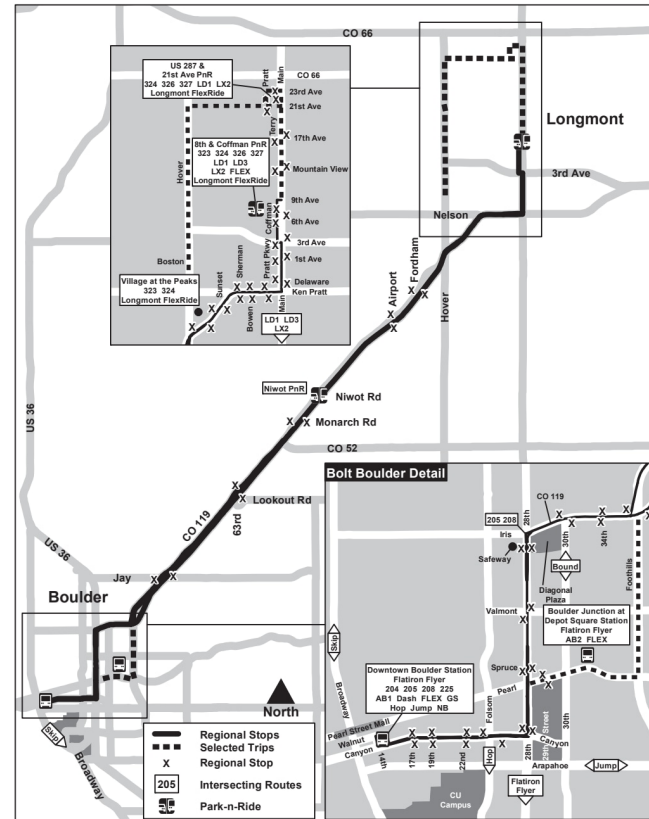 CO 66
US 287 &
21st Ave PnR
324 326 327 LD1 LX2
Longmont FlexRide
Pratt
Main
CO 66
23rd Ave
21st Ave
Terry
17th Ave
8th & Coffman PnR
323 324 326 327
LD1 LD3
LX2 FLEX
Longmont FlexRide
Hover
Mountain View
9th Ave
Coffman
6th Ave
3rd Ave
Pratt Pkwy
1st Ave
Sherman
Boston
Sunset
Delaware
Ken Pratt
Village at the Peaks
323 324
Longmont FlexRide
Bowen
Main
LD1 LD3
LX2
Longmont
3rd Ave
Nelson
Hover
Fordham
Airport
Niwot PnR
Niwot Rd
Monarch Rd
CO 52
US 36
Lookout Rd
63rd
CO 119
US 36
Jay
Boulder
Skip
Broadway
North
Regional Stops
Selected Trips
X Regional Stop
205 Intersecting Routes
Park-n-Ride
Bolt Boulder Detail
CO 119
28th
205 208
Iris
30th
34th
Safeway
Diagonal
Plaza
Bound
Foothills
Valmont
Boulder Junction at
Depot Square Station
Flatiron Flyer
AB2 FLEX
Skip
Broadway
Downtown Boulder Station
Flatiron Flyer
204 205 208 225
AB1 Dash FLEX GS
Hop Jump NB
Spruce
Pearl
Folsom
Pearl Street Mall
Walnut
Canyon
14th
17th
19th
22nd
28th
29th Street
30th
Canyon
Arapahoe
Hop
Jump
CU
Campus
Flatiron
Flyer